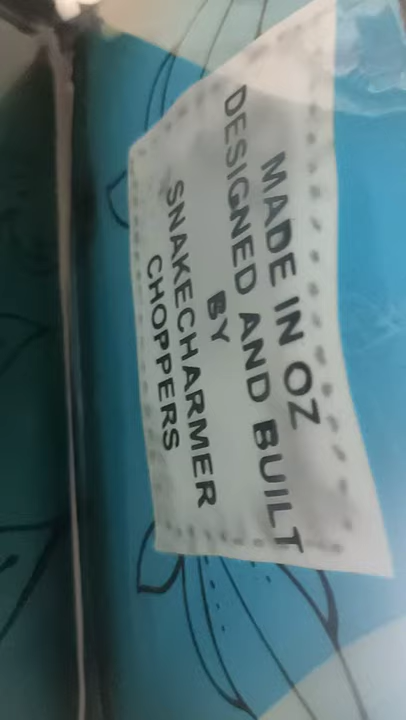 MADE IN OZ
DESIGNED AND BUILT
BY
SNAKECHARMER
CHOPPERS